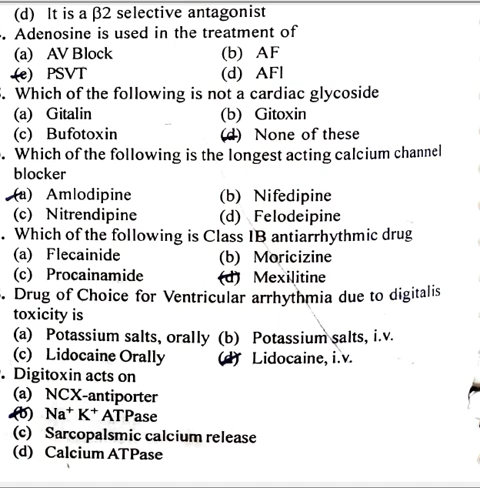 (d) It is a β2 selective antagonist
. Adenosine is used in the treatment of
(a) AV Block (b) AF
(c) PSVT (d) AFl
. Which of the following is not a cardiac glycoside
(a) Gitalin (b) Gitoxin
(c) Bufotoxin (d) None of these
. Which of the following is the longest acting calcium channel
blocker
(a) Amlodipine (b) Nifedipine
(c) Nitrendipine (d) Felodeipine
. Which of the following is Class IB antiarrhythmic drug
(a) Flecainide (b) Moricizine
(c) Procainamide (d) Mexilitine
. Drug of Choice for Ventricular arrhythmia due to digitalis
toxicity is
(a) Potassium salts, orally (b) Potassium salts, i.v.
(c) Lidocaine Orally (d) Lidocaine, i.v.
. Digitoxin acts on
(a) NCX-antiporter
(b) Na⁺ K⁺ ATPase
(c) Sarcopalsmic calcium release
(d) Calcium ATPase